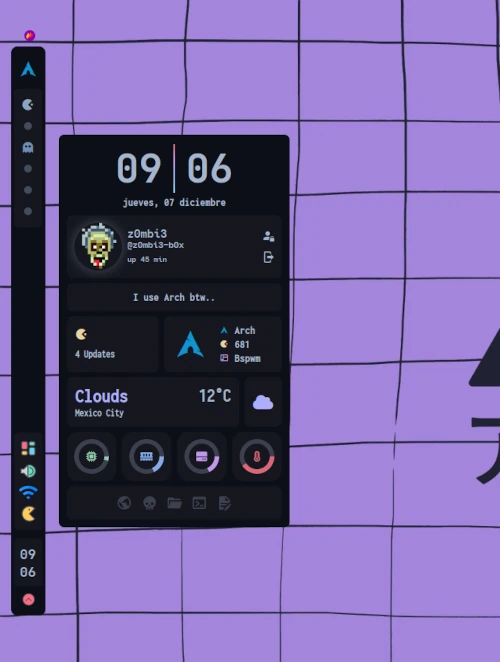 09 06
jueves, 07 diciembre
z0mbi3
@z0mbi3-b0x
up 45 min
I use Arch btw..
4 Updates
Arch
681
Bspwm
Clouds 12°C
Mexico City
09
06